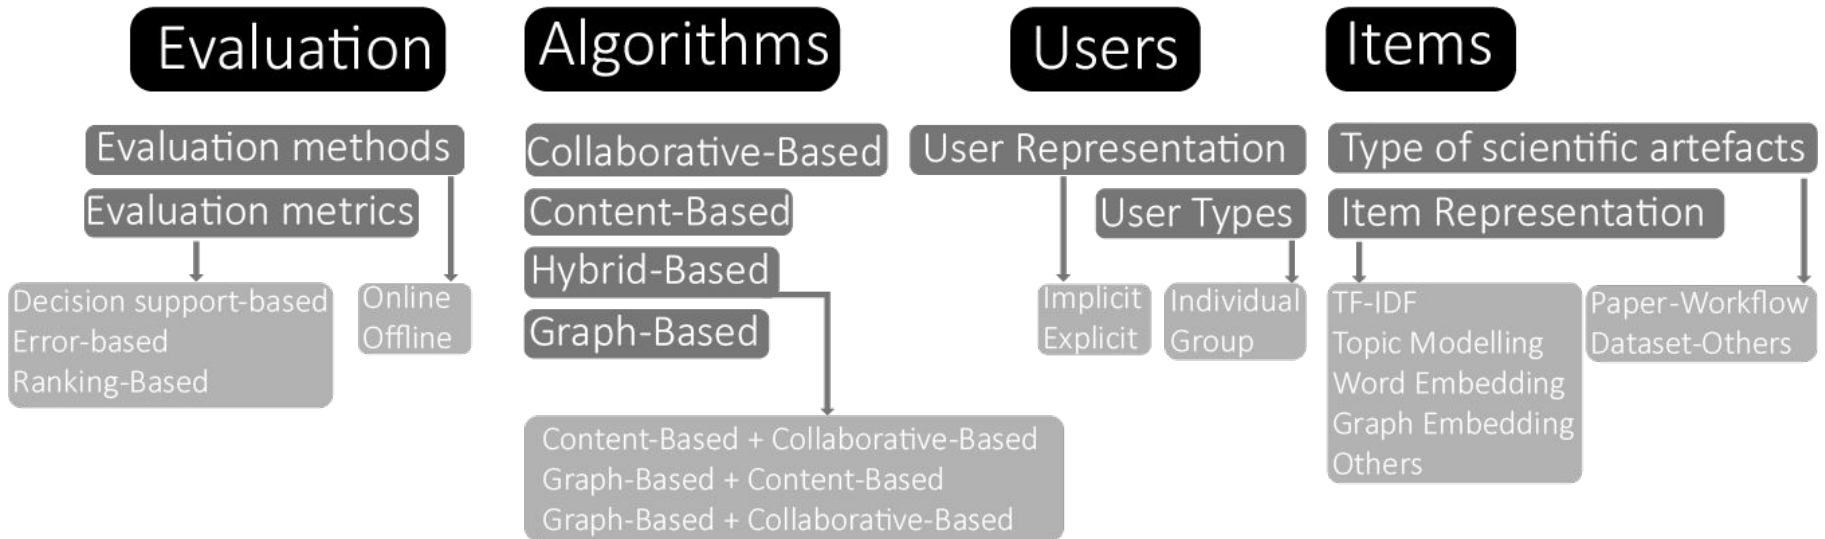 Evaluation
Evaluation methods
Evaluation metrics
Decision support-based
Error-based
Ranking-Based
Online
Offline
Algorithms
Collaborative-Based
Content-Based
Hybrid-Based
Graph-Based
Content-Based + Collaborative-Based
Graph-Based + Content-Based
Graph-Based + Collaborative-Based
Users
User Representation
User Types
Implicit
Explicit
Individual
Group
Items
Type of scientific artefacts
Item Representation
TF-IDF
Topic Modelling
Word Embedding
Graph Embedding
Others
Paper-Workflow
Dataset-Others